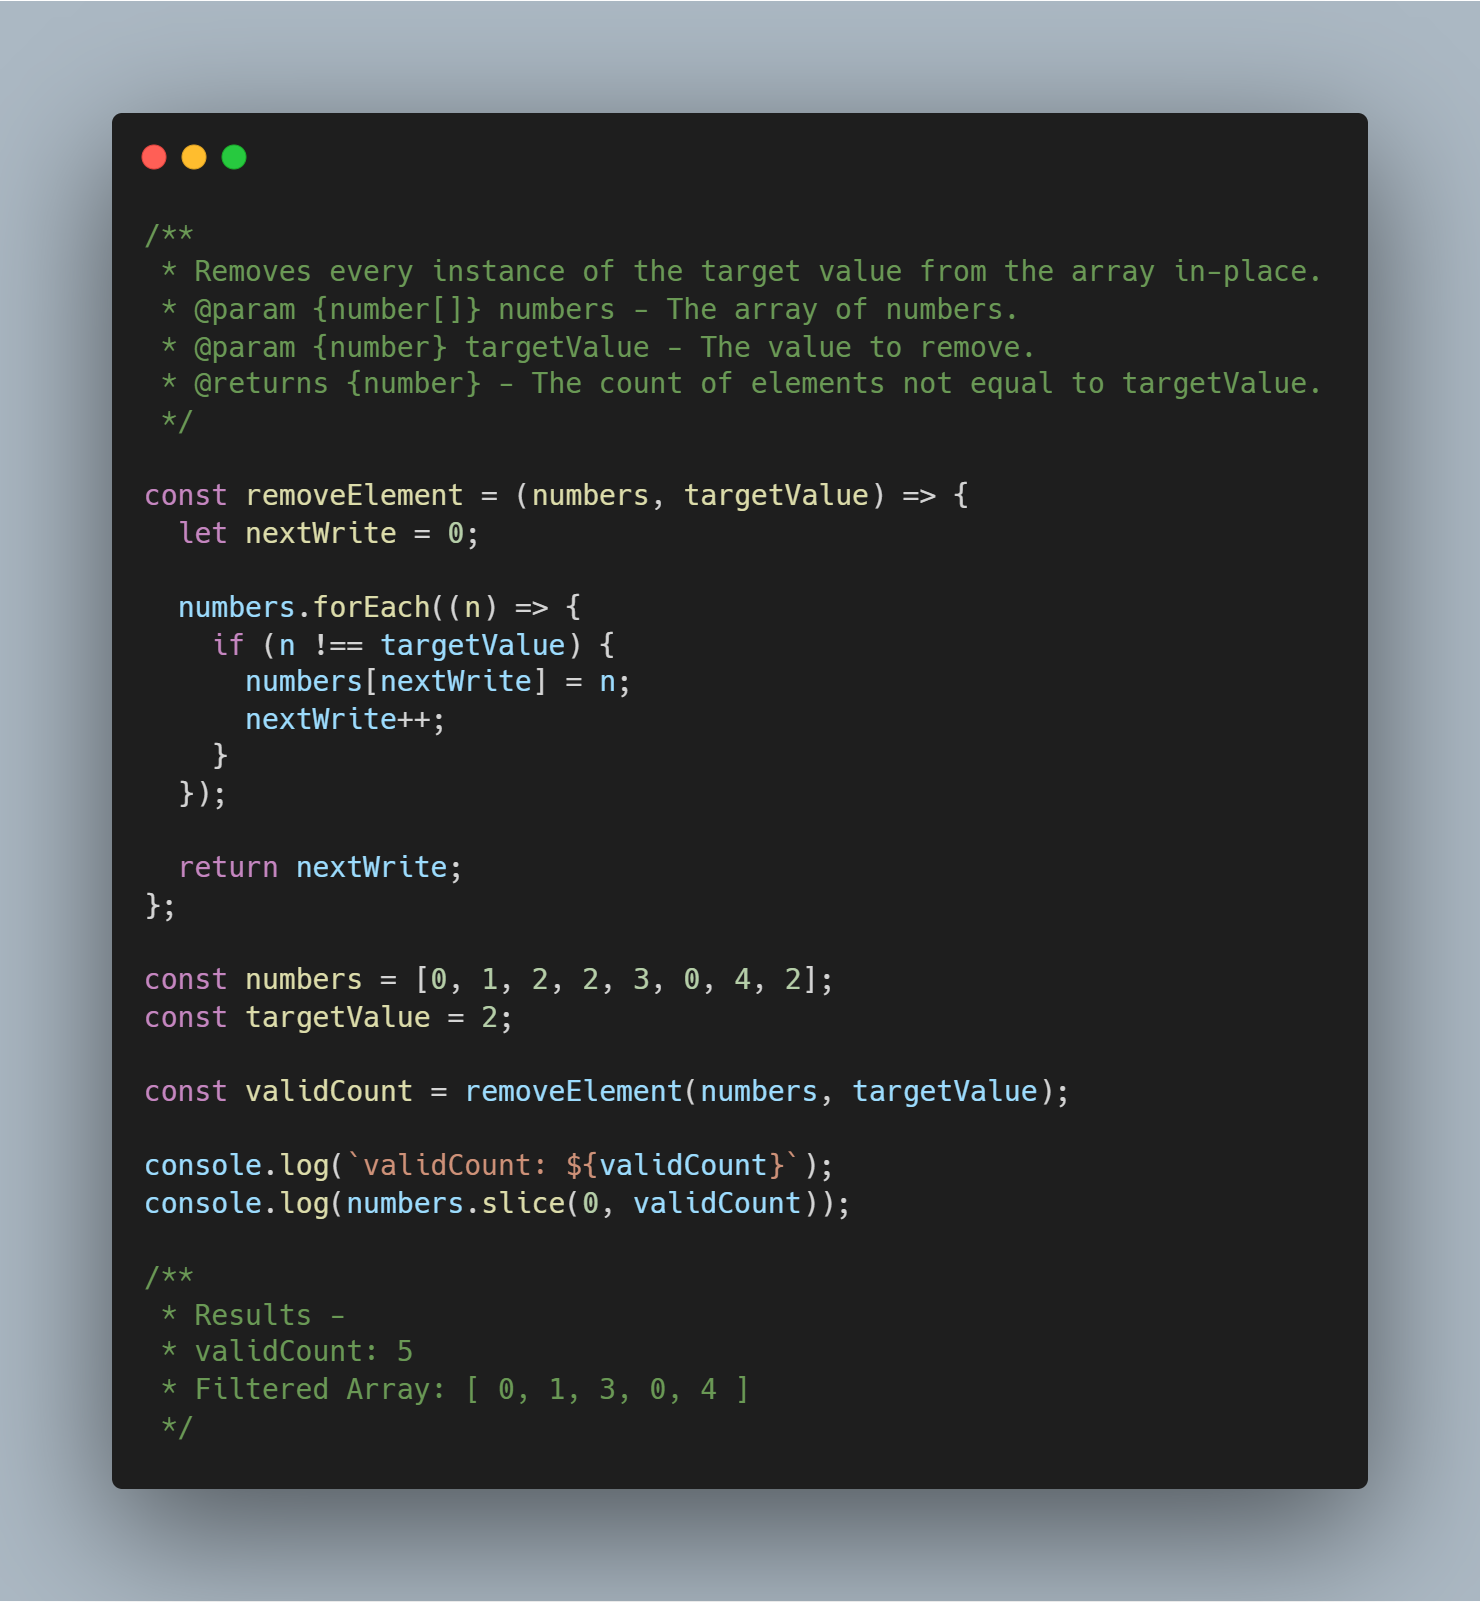 /**
 * Removes every instance of the target value from the array in-place.
 * @param {number[]} numbers - The array of numbers.
 * @param {number} targetValue - The value to remove.
 * @returns {number} - The count of elements not equal to targetValue.
 */

const removeElement = (numbers, targetValue) => {
  let nextWrite = 0;

  numbers.forEach((n) => {
    if (n !== targetValue) {
      numbers[nextWrite] = n;
      nextWrite++;
    }
  });

  return nextWrite;
};

const numbers = [0, 1, 2, 2, 3, 0, 4, 2];
const targetValue = 2;

const validCount = removeElement(numbers, targetValue);

console.log(`validCount: ${validCount}`);
console.log(numbers.slice(0, validCount));

/**
 * Results -
 * validCount: 5
 * Filtered Array: [ 0, 1, 3, 0, 4 ]
 */